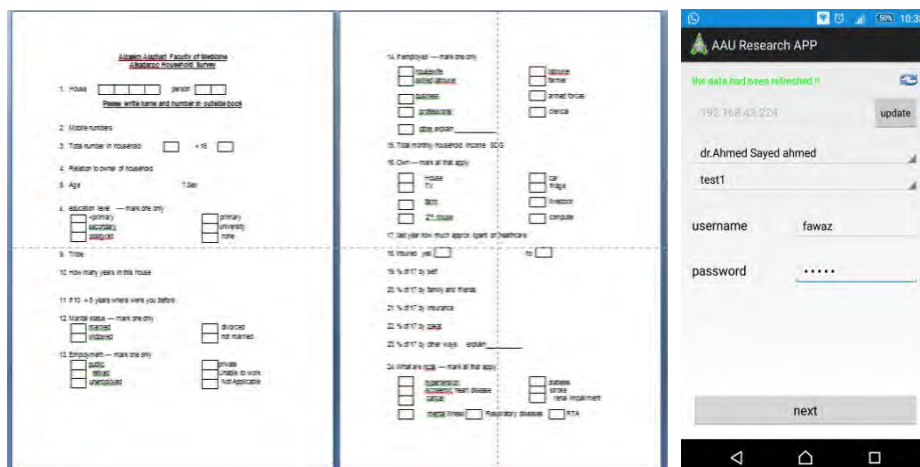 Alzaeim Alazhari Faculty of Medicine
Alkadaroo Household Survey
1. House person
Please write name and number in outside book
2. Mobile numbers
3. Total number in household < 16
4. Relation to owner of household
5. Age 7.Sex
education level — mark one only
<primary primary
secondary university
none
9. Tribe
10. How many years in this house
11. If 10 < 5 years where were you before
12. Marital status — mark one only
married divorced
widowed not married
13. Employment — mark one only
public private
retired Unable to work
unemployed Not Applicable
14. If employed — mark one only
housewife labourer
skilled labourer farmer
business armed forces
professional clerical
other explain
15. Total monthly household income SDG
16. Own — mark all that apply
House car
TV fridge
livestock
2nd house computer
17. last year how much approx. spent on healthcare
18. Insured yes no
19. % of 17 by self
20. % of 17 by family and friends
21. % of 17 by insurance
22. % of 17 by zakat
23. % of 17 by other ways explain
24. What are — mark all that apply
hypertension diabetes
heart disease stroke
cancer renal impairment
mental illness Respiratory diseases RTA
50% 10:3
AAU Research APP
the data had been refreshed !!
192.168.43.224 update
dr.Ahmed Sayed ahmed
test1
username fawaz
password •••••
next